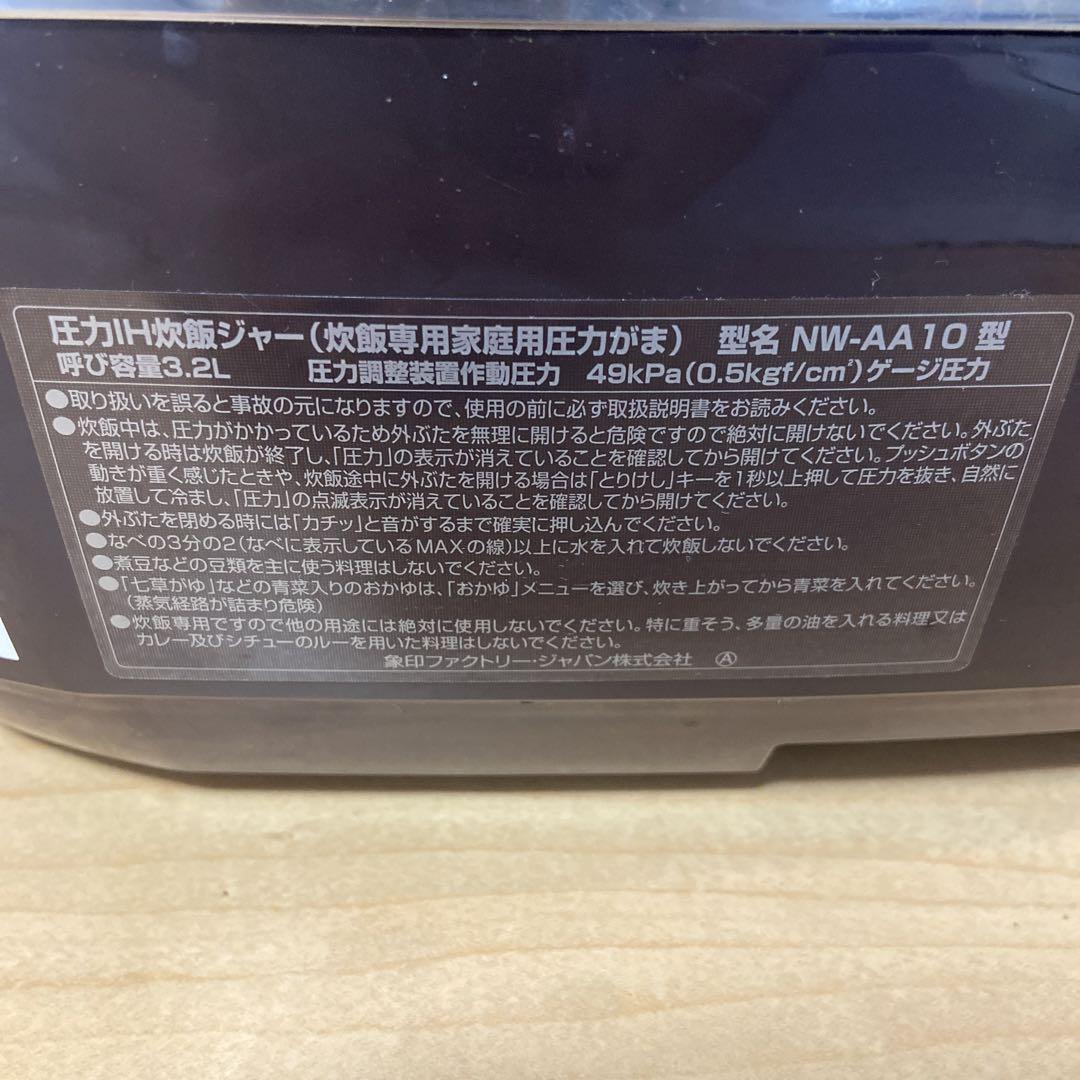 圧力IH炊飯ジャー(炊飯専用家庭用圧力がま) 型名 NW-AA10 型
呼び容量3.2L 圧力調整装置作動圧力 49kPa(0.5kgf/cm²)ゲージ圧力
●取り扱いを誤ると事故の元になりますので、使用の前に必ず取扱説明書をお読みください。
●炊飯中は、圧力がかかっているため外ぶたを無理に開けると危険ですので絶対に開けないでください。外ぶた
を開ける時は炊飯が終了し、「圧力」の表示が消えていることを確認してから開けてください。プッシュボタンの
動きが重く感じたときや、炊飯途中に外ぶたを開ける場合は「とりけし」キーを1秒以上押して圧力を抜き、自然に
放置して冷まし、「圧力」の点滅表示が消えていることを確認してから開けてください。
●外ぶたを閉める時には「カチッ」と音がするまで確実に押し込んでください。
●なべの3分の2(なべに表示しているMAXの線)以上に水を入れて炊飯しないでください。
●煮豆などの豆類を主に使う料理はしないでください。
●「七草がゆ」などの青菜入りのおかゆは、「おかゆ」メニューを選び、炊き上がってから青菜を入れてください。
(蒸気経路が詰まり危険)
●炊飯専用ですので他の用途には絶対に使用しないでください。特に重そう、多量の油を入れる料理又は
カレー及びシチューのルーを用いた料理はしないでください。
象印ファクトリー・ジャパン株式会社 Ⓐ